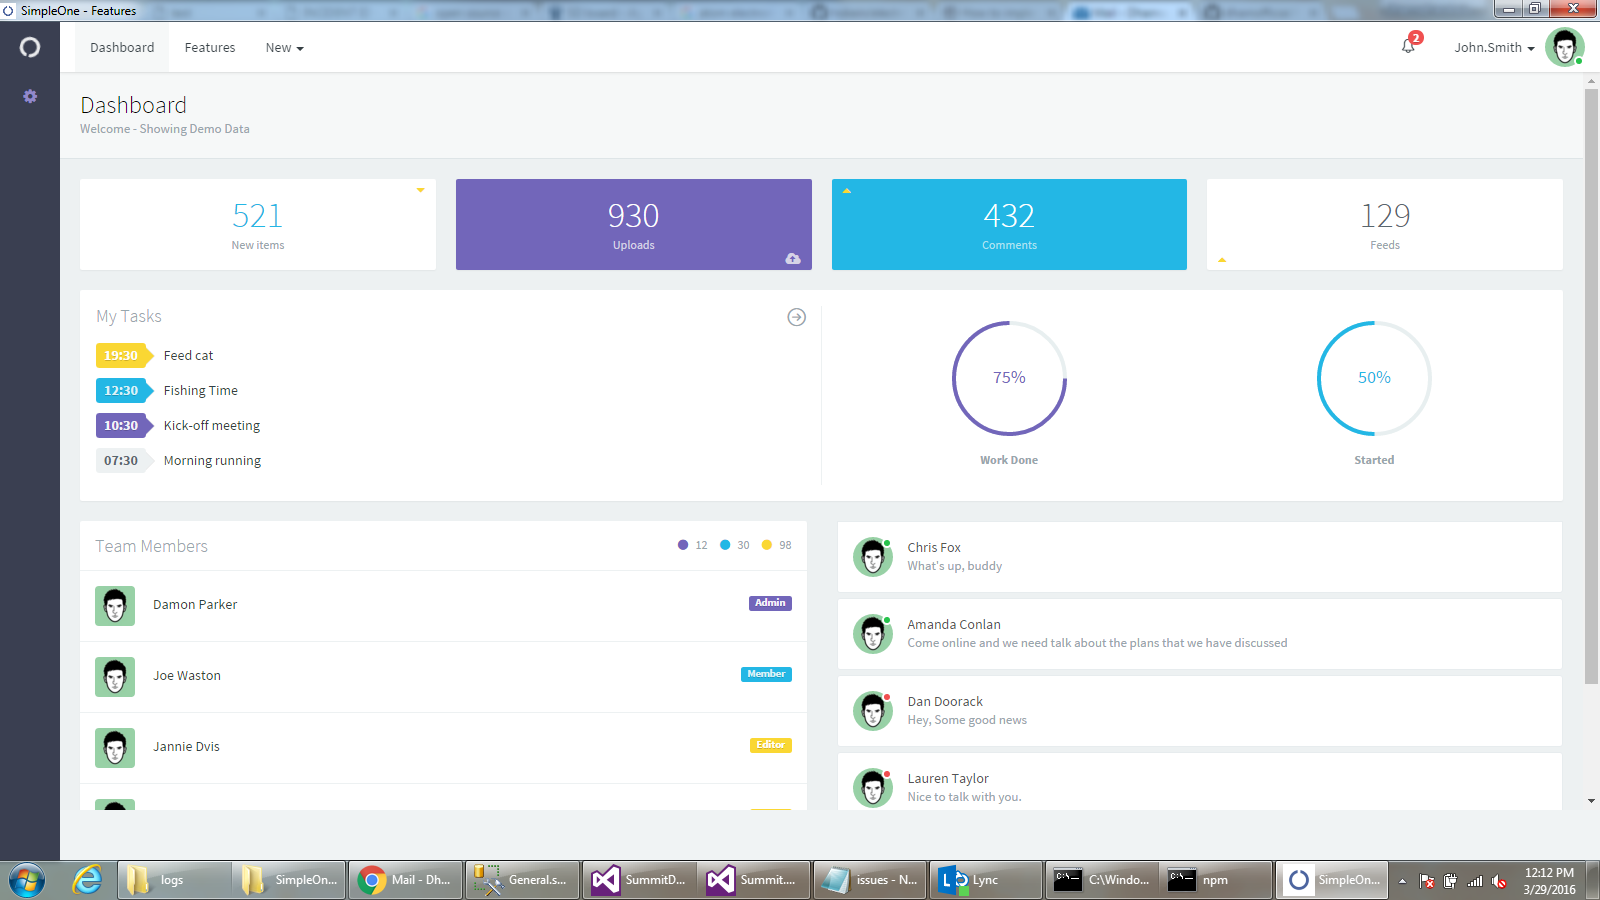 SimpleOne - Features
Dashboard
Features
New
2
John.Smith
Dashboard
Welcome - Showing Demo Data
521
New items
930
Uploads
432
Comments
129
Feeds
My Tasks
19:30 Feed cat
12:30 Fishing Time
10:30 Kick-off meeting
07:30 Morning running
75%
Work Done
50%
Started
Team Members
12 30 98
Damon Parker
Admin
Joe Waston
Member
Jannie Dvis
Editor
Chris Fox
What's up, buddy
Amanda Conlan
Come online and we need talk about the plans that we have discussed
Dan Doorack
Hey, Some good news
Lauren Taylor
Nice to talk with you.
logs
SimpleOn...
Mail - Dh...
General.s...
SummitD...
Summit....
issues - N...
Lync
C:\Windo...
npm
SimpleOn...
12:12 PM
3/29/2016